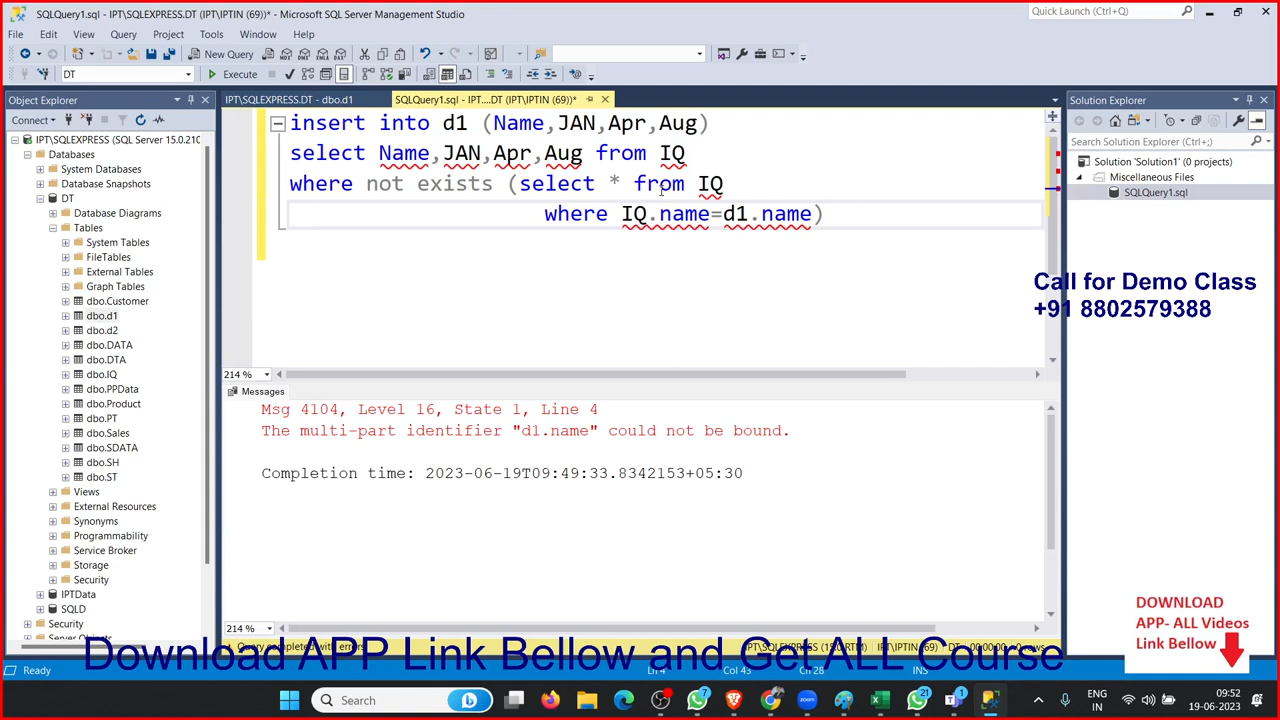 SQLQuery1.sql - IPT\SQLEXPRESS.DT (IPT\IPTIN (69))* - Microsoft SQL Server Management Studio
Quick Launch (Ctrl+Q)
File Edit View Query Project Tools Window Help
New Query
DT Execute
Object Explorer
IPT\SQLEXPRESS.DT - dbo.d1
SQLQuery1.sql - IPT....DT (IPT\IPTIN (69))*
Solution Explorer
Connect
IPT\SQLEXPRESS (SQL Server 15.0.210
Databases
System Databases
Database Snapshots
DT
Database Diagrams
Tables
System Tables
FileTables
External Tables
Graph Tables
dbo.Customer
dbo.d1
dbo.d2
dbo.DATA
dbo.DTA
dbo.IQ
dbo.PPData
dbo.Product
dbo.PT
dbo.Sales
dbo.SDATA
dbo.SH
dbo.ST
Views
External Resources
Synonyms
Programmability
Service Broker
Storage
Security
IPTData
SQLD
Security
insert into d1 (Name,JAN,Apr,Aug)
select Name,JAN,Apr,Aug from IQ
where not exists (select * from IQ
where IQ.name=d1.name)
214 %
Messages
Msg 4104, Level 16, State 1, Line 4
The multi-part identifier "d1.name" could not be bound.
Completion time: 2023-06-19T09:49:33.8342153+05:30
214 %
Search Solution Explorer (Ctrl+;)
Solution 'Solution1' (0 projects)
Miscellaneous Files
SQLQuery1.sql
Call for Demo Class
+91 8802579388
DOWNLOAD
APP- ALL Videos
Link Bellow
Download APP Link Bellow and Get ALL Course
Ready
Col 43
Ch 28
INS
Search
7
21
1
ENG
IN
09:52
19-06-2023